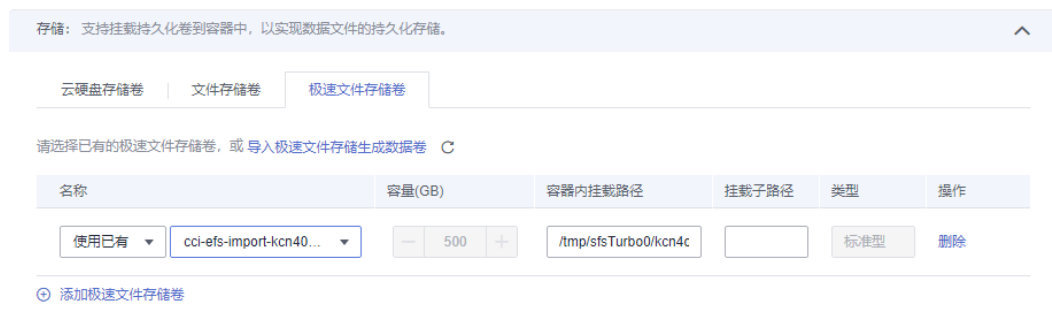 存储： 支持挂载持久化卷到容器中，以实现数据文件的持久化存储。
云硬盘存储卷 文件存储卷 极速文件存储卷
请选择已有的极速文件存储卷，或 导入极速文件存储生成数据卷
名称 容量(GB) 容器内挂载路径 挂载子路径 类型 操作
使用已有 cci-efs-import-kcn40... 500 /tmp/sfsTurbo0/kcn4c 标准型 删除
添加极速文件存储卷